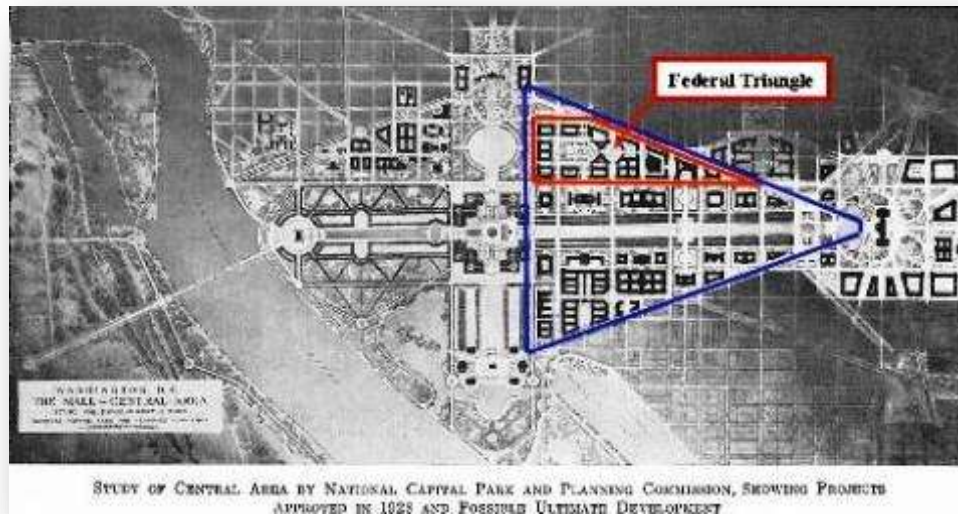 Federal Triangle
WASHINGTON D.C.
THE MALL – CENTRAL AREA
STUDY OF CENTRAL AREA BY NATIONAL CAPITAL PARK AND PLANNING COMMISSION, SHOWING PROJECTS
APPROVED IN 1928 AND POSSIBLE ULTIMATE DEVELOPMENT